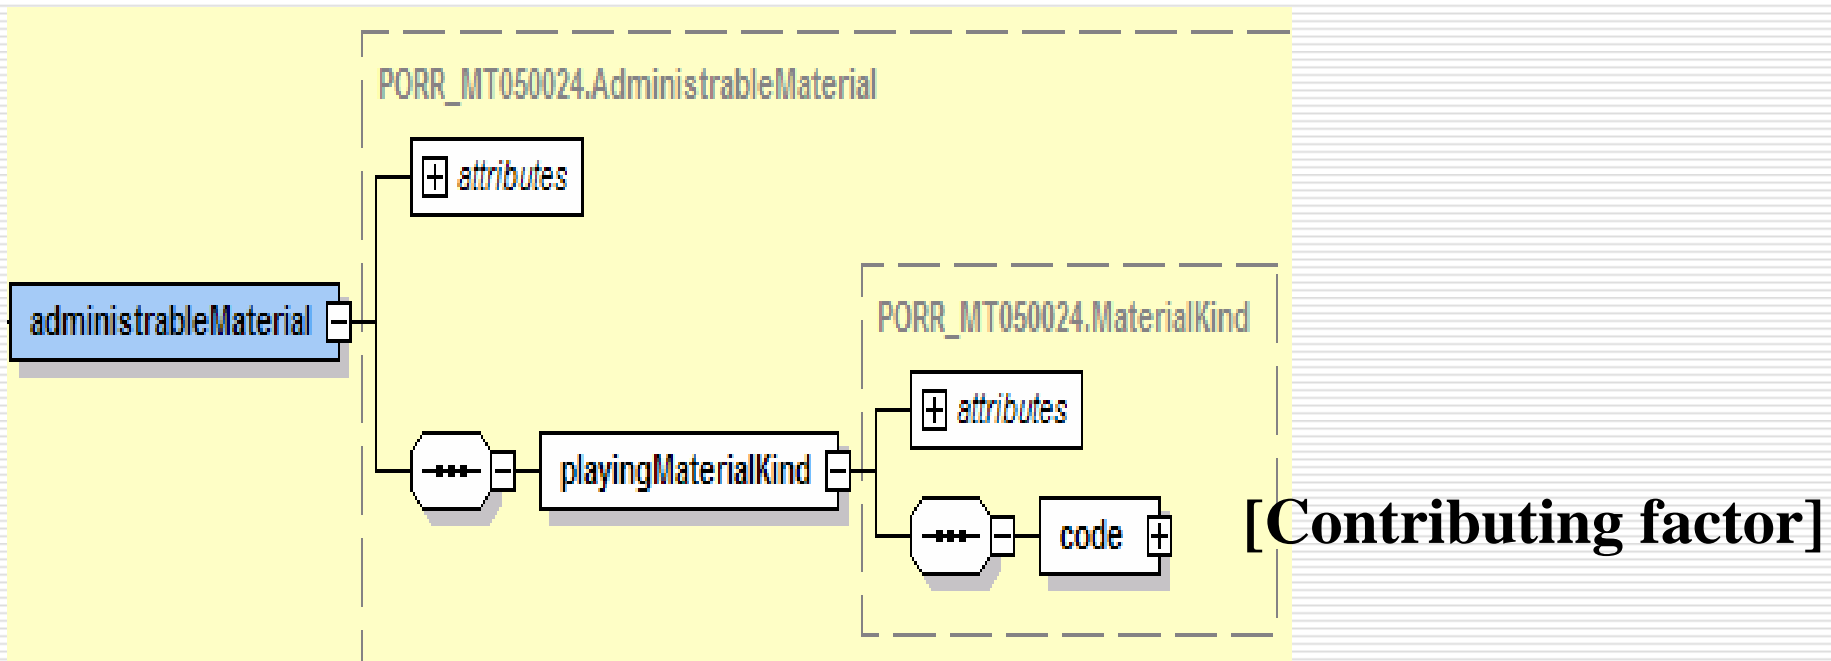 PORR_MT050024.AdministrableMaterial
attributes
administrableMaterial
PORR_MT050024.MaterialKind
attributes
playingMaterialKind
code
[Contributing factor]